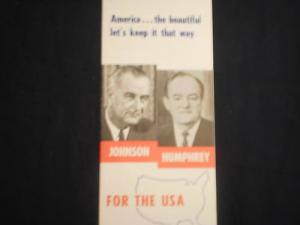 America...the beautiful
let's keep it that way
JOHNSON
HUMPHREY
FOR THE USA